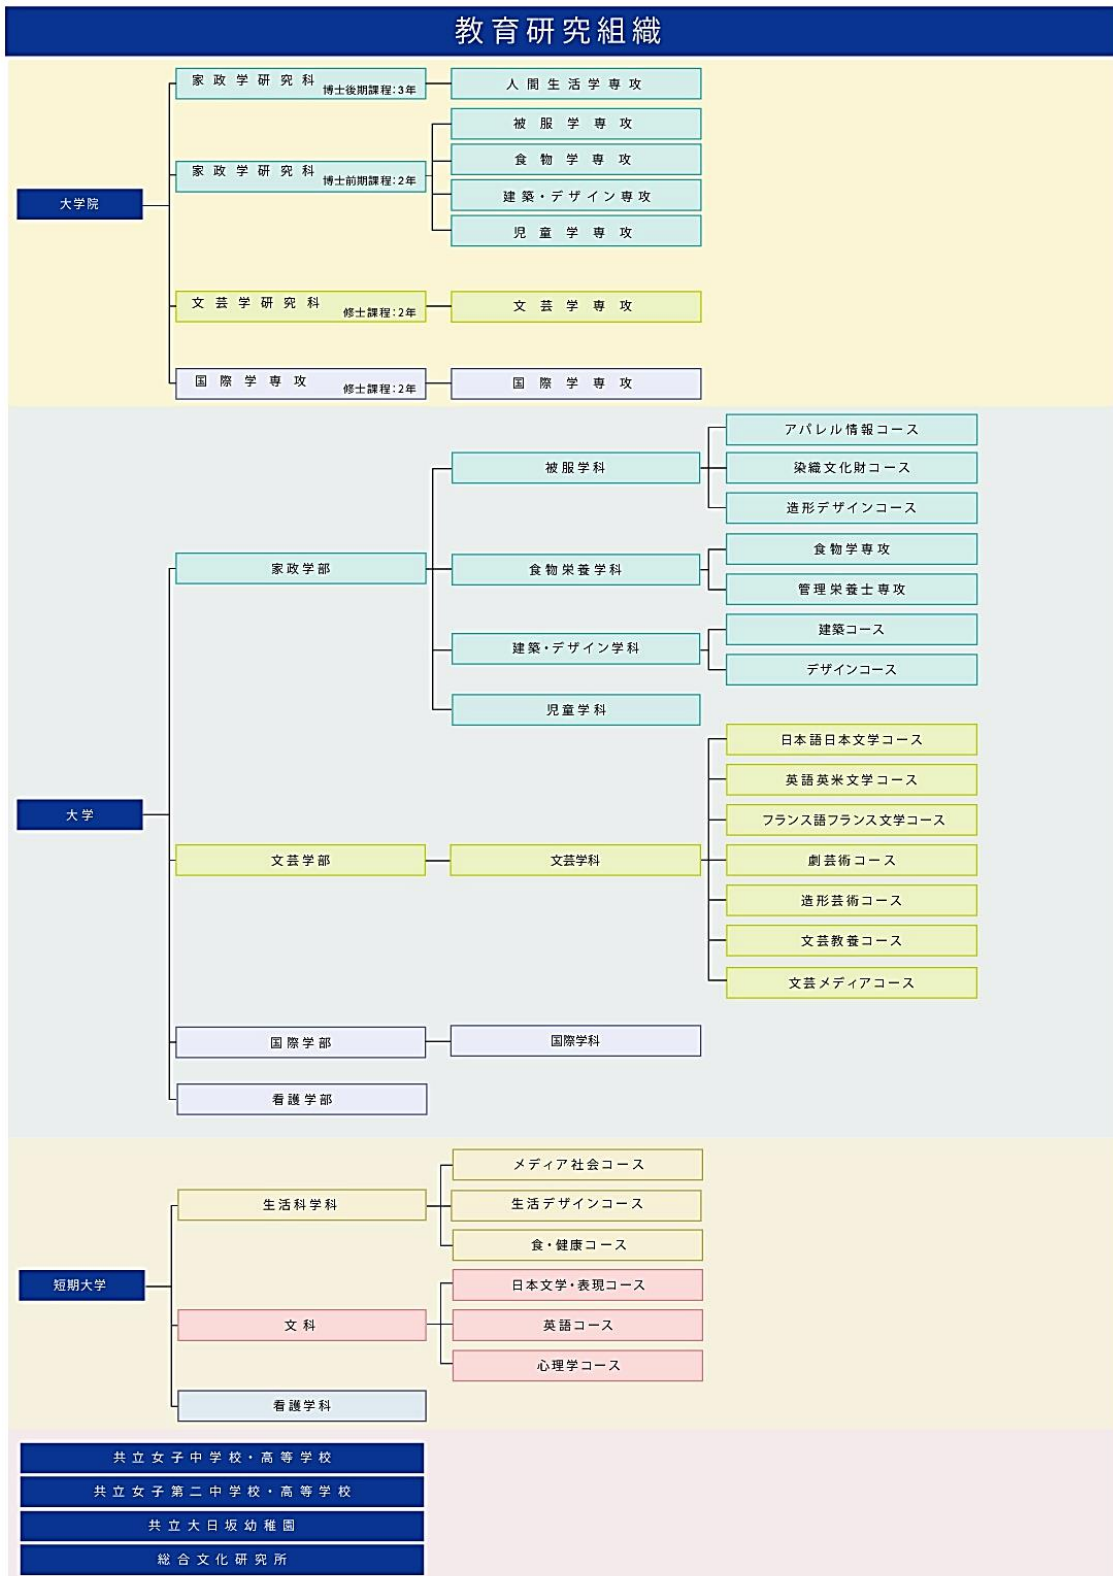 教育研究組織
大学院
家政学研究科 博士後期課程:3年
人間生活学専攻
家政学研究科 博士前期課程:2年
被服学専攻
食物学専攻
建築・デザイン専攻
児童学専攻
文芸学研究科 修士課程:2年
文芸学専攻
国際学専攻 修士課程:2年
国際学専攻
大学
家政学部
被服学科
アパレル情報コース
染織文化財コース
造形デザインコース
食物栄養学科
食物学専攻
管理栄養士専攻
建築・デザイン学科
建築コース
デザインコース
児童学科
文芸学部
文芸学科
日本語日本文学コース
英語英米文学コース
フランス語フランス文学コース
劇芸術コース
造形芸術コース
文芸教養コース
文芸メディアコース
国際学部
国際学科
看護学部
短期大学
生活科学科
メディア社会コース
生活デザインコース
食・健康コース
文科
日本文学・表現コース
英語コース
心理学コース
看護学科
共立女子中学校・高等学校
共立女子第二中学校・高等学校
共立大日坂幼稚園
総合文化研究所